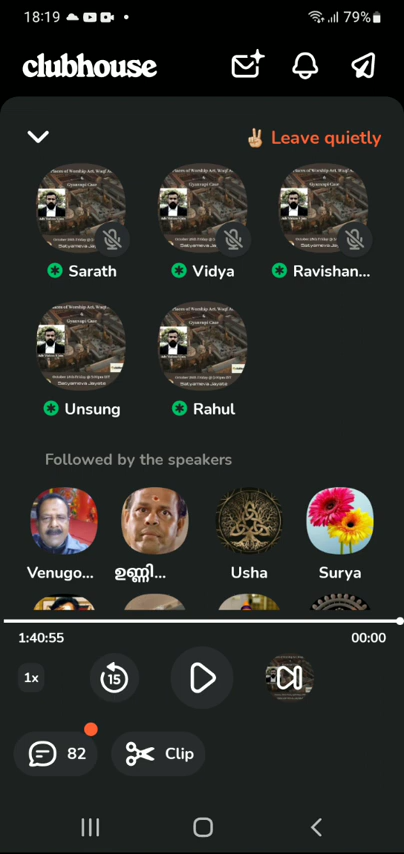 18:19
79%
clubhouse
Leave quietly
Sarath
Vidya
Ravishan...
Unsung
Rahul
Followed by the speakers
Venugo...
ഉണ്ണി...
Usha
Surya
1:40:55
00:00
1x
15
82
Clip